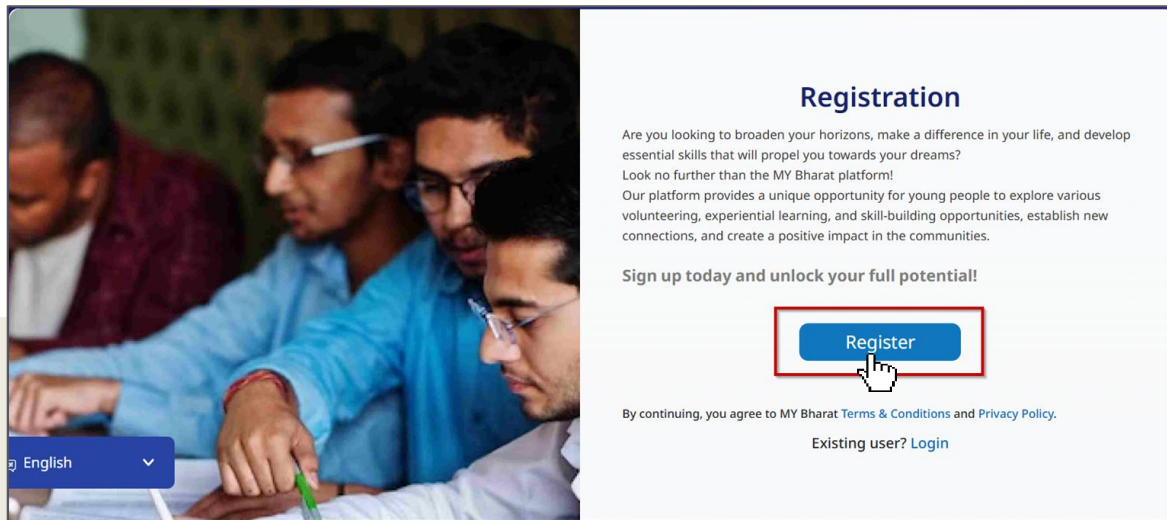 Registration
Are you looking to broaden your horizons, make a difference in your life, and develop
essential skills that will propel you towards your dreams?
Look no further than the MY Bharat platform!
Our platform provides a unique opportunity for young people to explore various
volunteering, experiential learning, and skill-building opportunities, establish new
connections, and create a positive impact in the communities.
Sign up today and unlock your full potential!
Register
By continuing, you agree to MY Bharat Terms & Conditions and Privacy Policy.
Existing user? Login
English